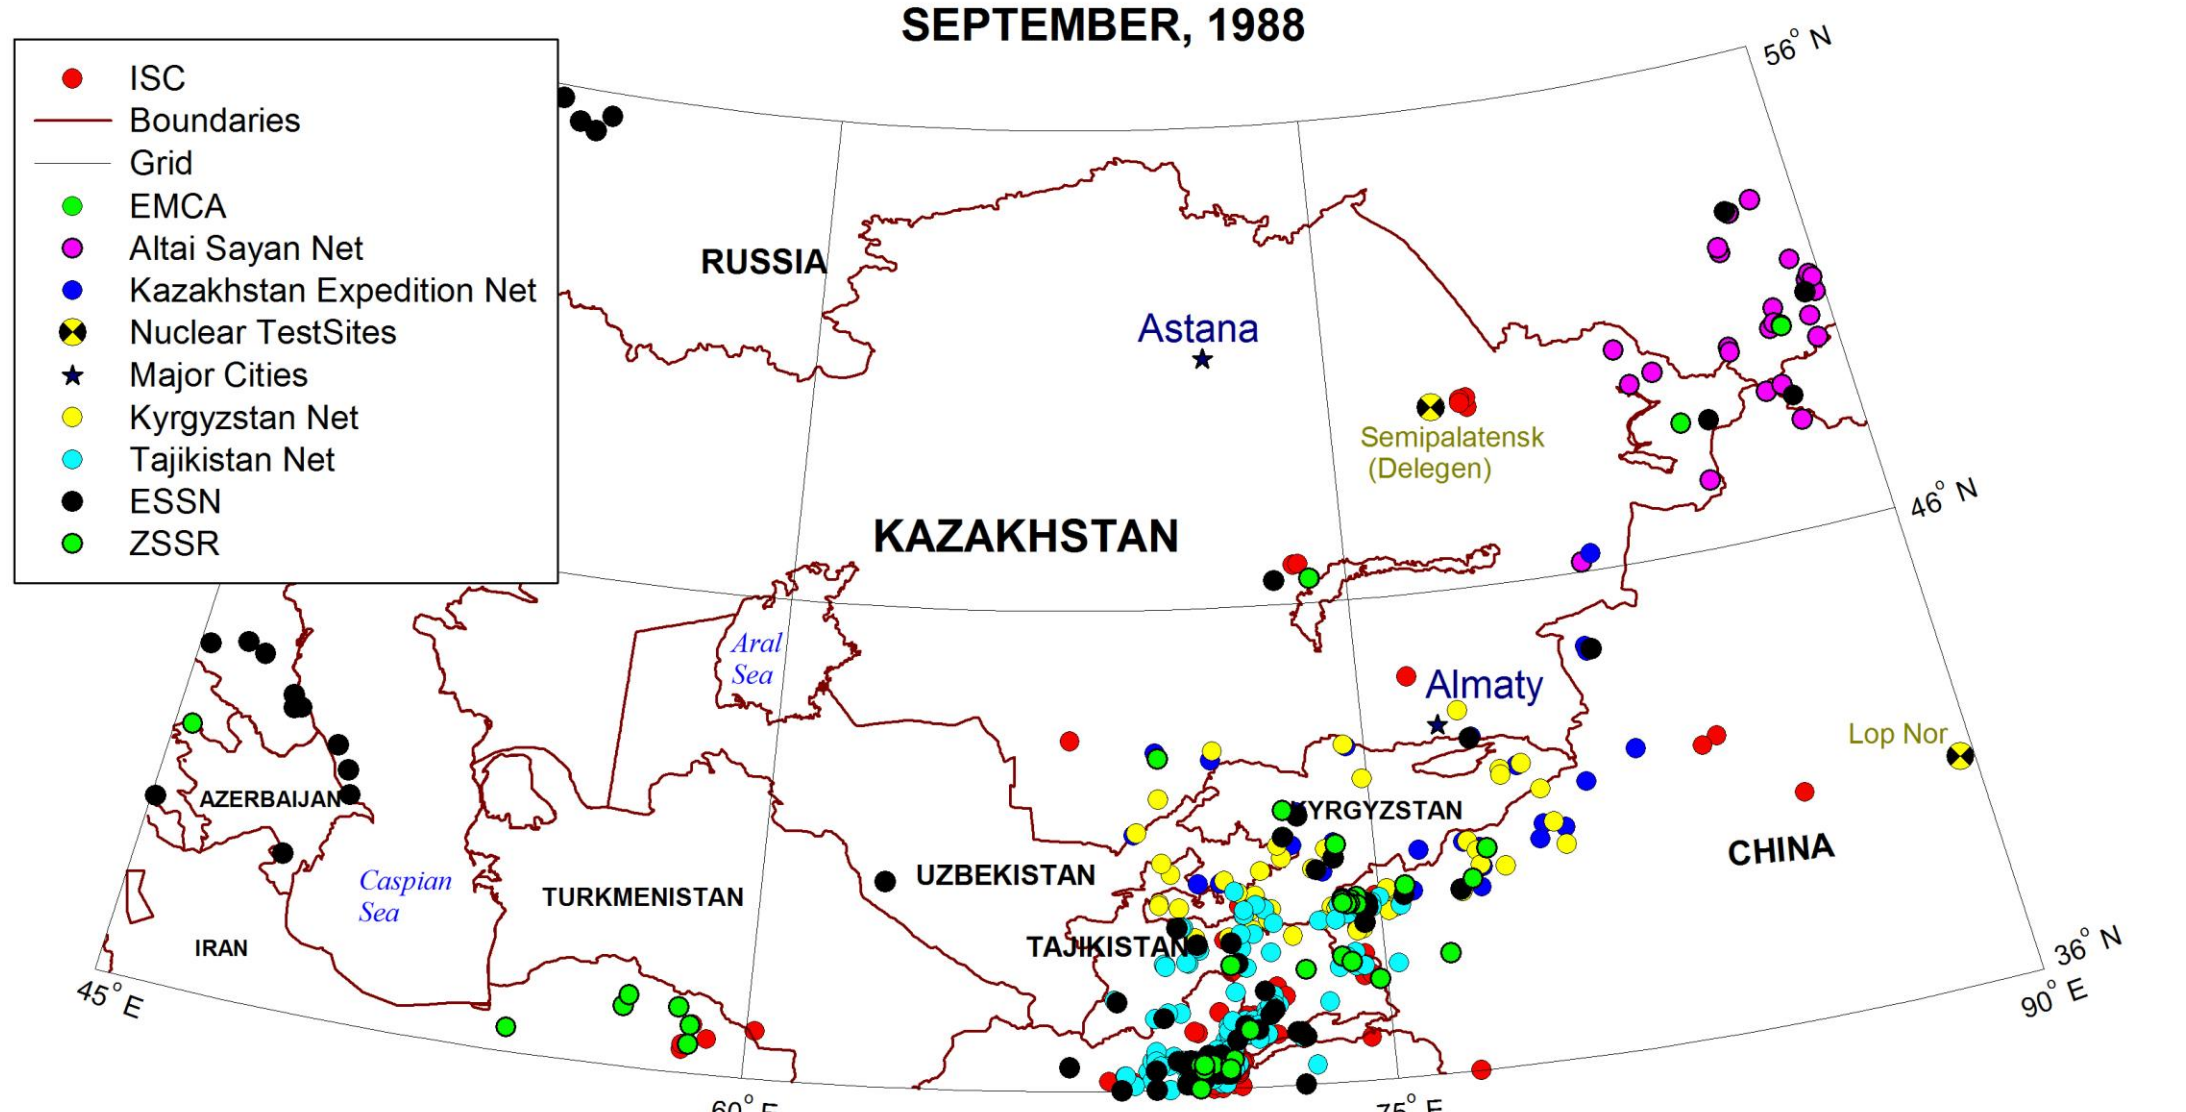 SEPTEMBER, 1988
ISC
Boundaries
Grid
EMCA
Altai Sayan Net
Kazakhstan Expedition Net
Nuclear TestSites
Major Cities
Kyrgyzstan Net
Tajikistan Net
ESSN
ZSSR
56° N
RUSSIA
Astana
Semipalatensk
(Delegen)
46° N
KAZAKHSTAN
Aral
Sea
Almaty
Lop Nor
AZERBAIJAN
KYRGYZSTAN
CHINA
UZBEKISTAN
Caspian
Sea
TURKMENISTAN
IRAN
TAJIKISTAN
36° N
45° E
90° E
60° E
75° E